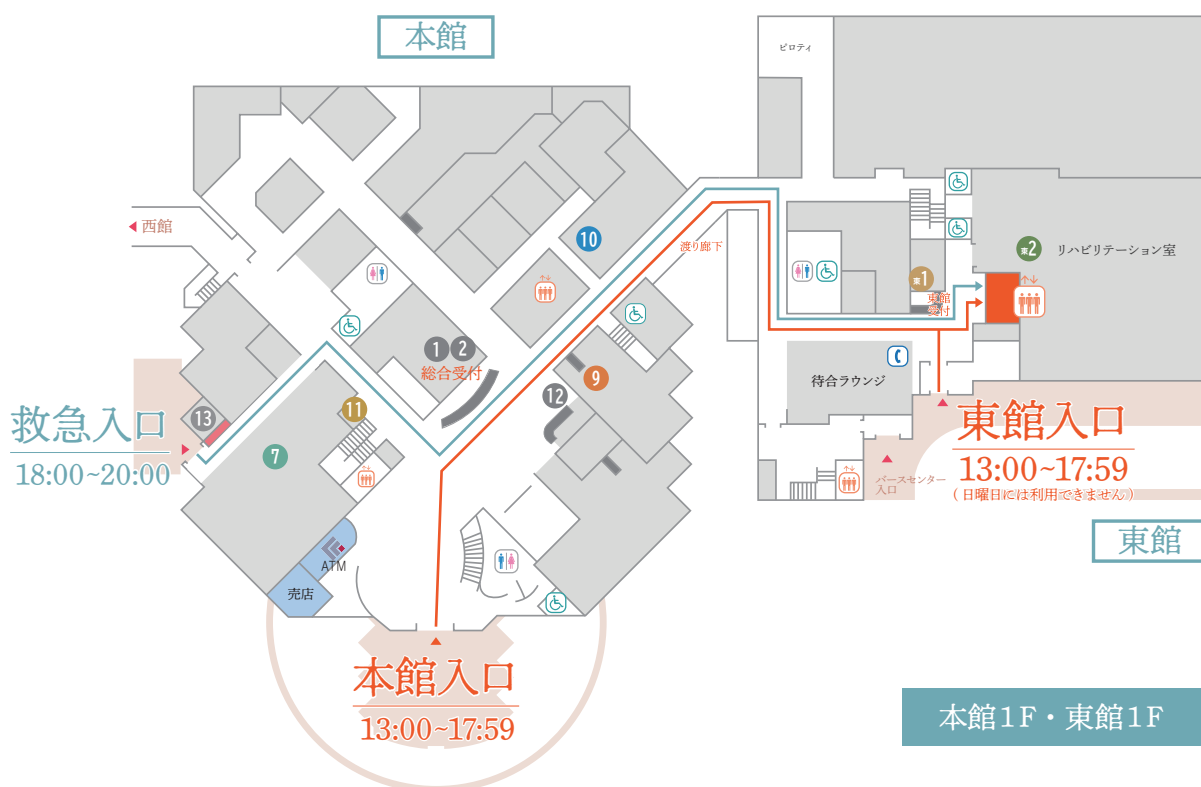 本館
ピロティ
西館
10
渡り廊下
東2
リハビリテーション室
東1
東館
受付
1 2
総合受付
9
待合ラウンジ
12
11
13
救急入口
18:00~20:00
7
東館入口
13:00~17:59
(日曜日には利用できません)
バースセンター
入口
東館
ATM
売店
本館入口
13:00~17:59
本館1F・東館1F